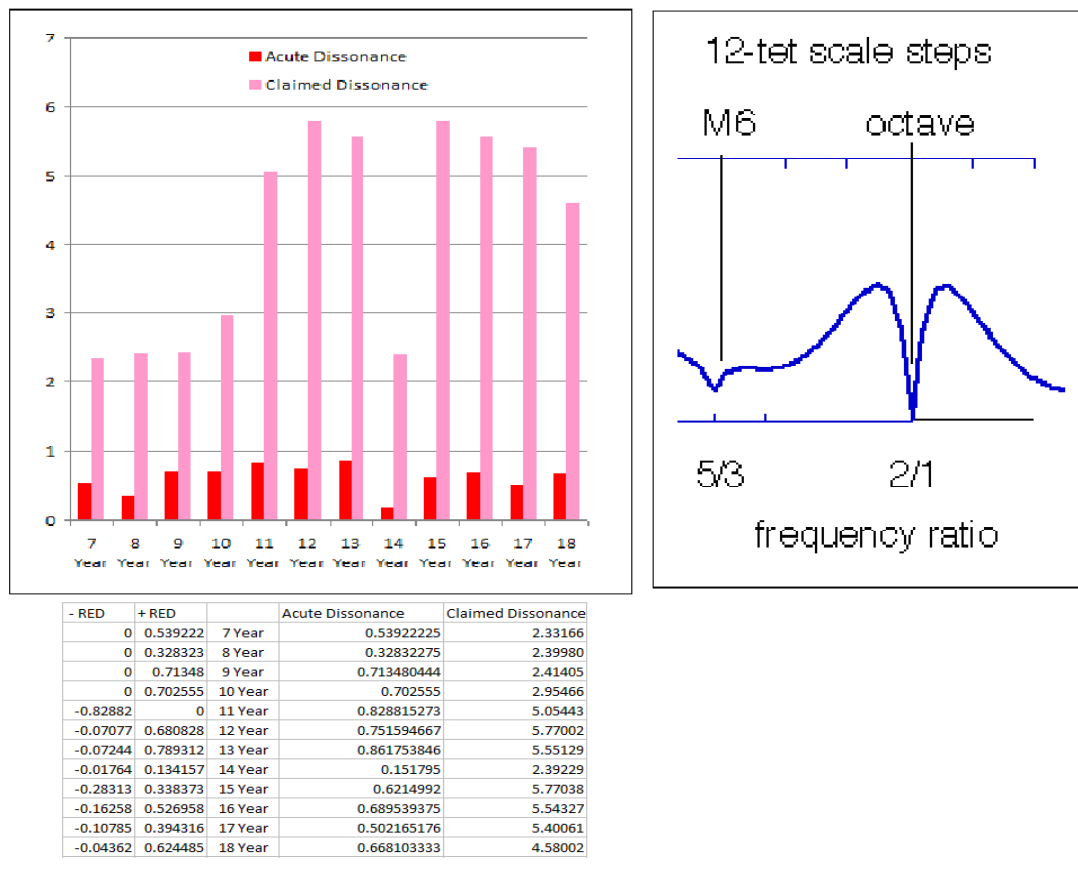 7
Acute Dissonance
Claimed Dissonance
6
5
4
3
2
1
0
7 8 9 10 11 12 13 14 15 16 17 18
Year Year Year Year Year Year Year Year Year Year Year Year
12-tet scale steps
M6 octave
5/3 2/1
frequency ratio
- RED + RED Acute Dissonance Claimed Dissonance
0 0.539222 7 Year 0.53922225 2.33166
0 0.328323 8 Year 0.32832275 2.39980
0 0.71348 9 Year 0.713480444 2.41405
0 0.702555 10 Year 0.702555 2.95466
-0.82882 0 11 Year 0.828815273 5.05443
-0.07077 0.680828 12 Year 0.751594667 5.77002
-0.07244 0.789312 13 Year 0.861753846 5.55129
-0.01764 0.134157 14 Year 0.151795 2.39229
-0.28313 0.338373 15 Year 0.6214992 5.77038
-0.16258 0.526958 16 Year 0.689539375 5.54327
-0.10785 0.394316 17 Year 0.502165176 5.40061
-0.04362 0.624485 18 Year 0.668103333 4.58002